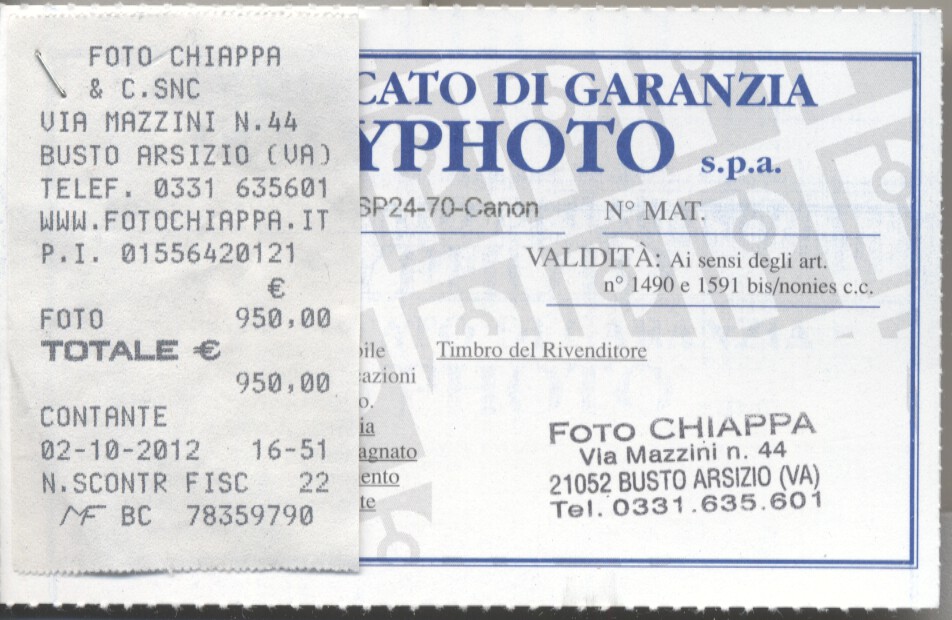 FOTO CHIAPPA
& C.SNC
VIA MAZZINI N.44
BUSTO ARSIZIO (VA)
TELEF. 0331 635601
WWW.FOTOCHIAPPA.IT
P.I. 01556420121
€
FOTO 950,00
TOTALE €
950,00
CONTANTE
02-10-2012 16-51
N.SCONTR FISC 22
MF BC 78359790
CATO DI GARANZIA
YPHOTO s.p.a.
SP24-70-Canon N° MAT.
VALIDITÀ: Ai sensi degli art.
n° 1490 e 1591 bis/nonies c.c.
bile
cazioni
o.
ia
agnato
ento
te
Timbro del Rivenditore
FOTO CHIAPPA
Via Mazzini n. 44
21052 BUSTO ARSIZIO (VA)
Tel. 0331.635.601